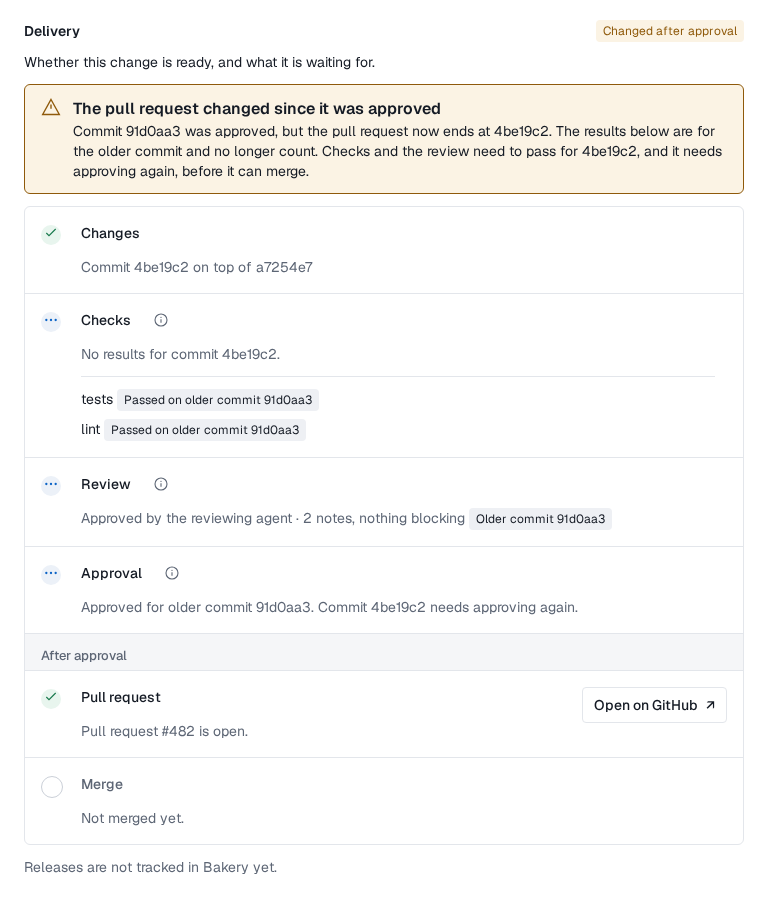 Delivery
Changed after approval
Whether this change is ready, and what it is waiting for.
The pull request changed since it was approved
Commit 91d0aa3 was approved, but the pull request now ends at 4be19c2. The results below are for
the older commit and no longer count. Checks and the review need to pass for 4be19c2, and it needs
approving again, before it can merge.
Changes
Commit 4be19c2 on top of a7254e7
Checks
No results for commit 4be19c2.
tests Passed on older commit 91d0aa3
lint Passed on older commit 91d0aa3
Review
Approved by the reviewing agent · 2 notes, nothing blocking Older commit 91d0aa3
Approval
Approved for older commit 91d0aa3. Commit 4be19c2 needs approving again.
After approval
Pull request
Open on GitHub
Pull request #482 is open.
Merge
Not merged yet.
Releases are not tracked in Bakery yet.